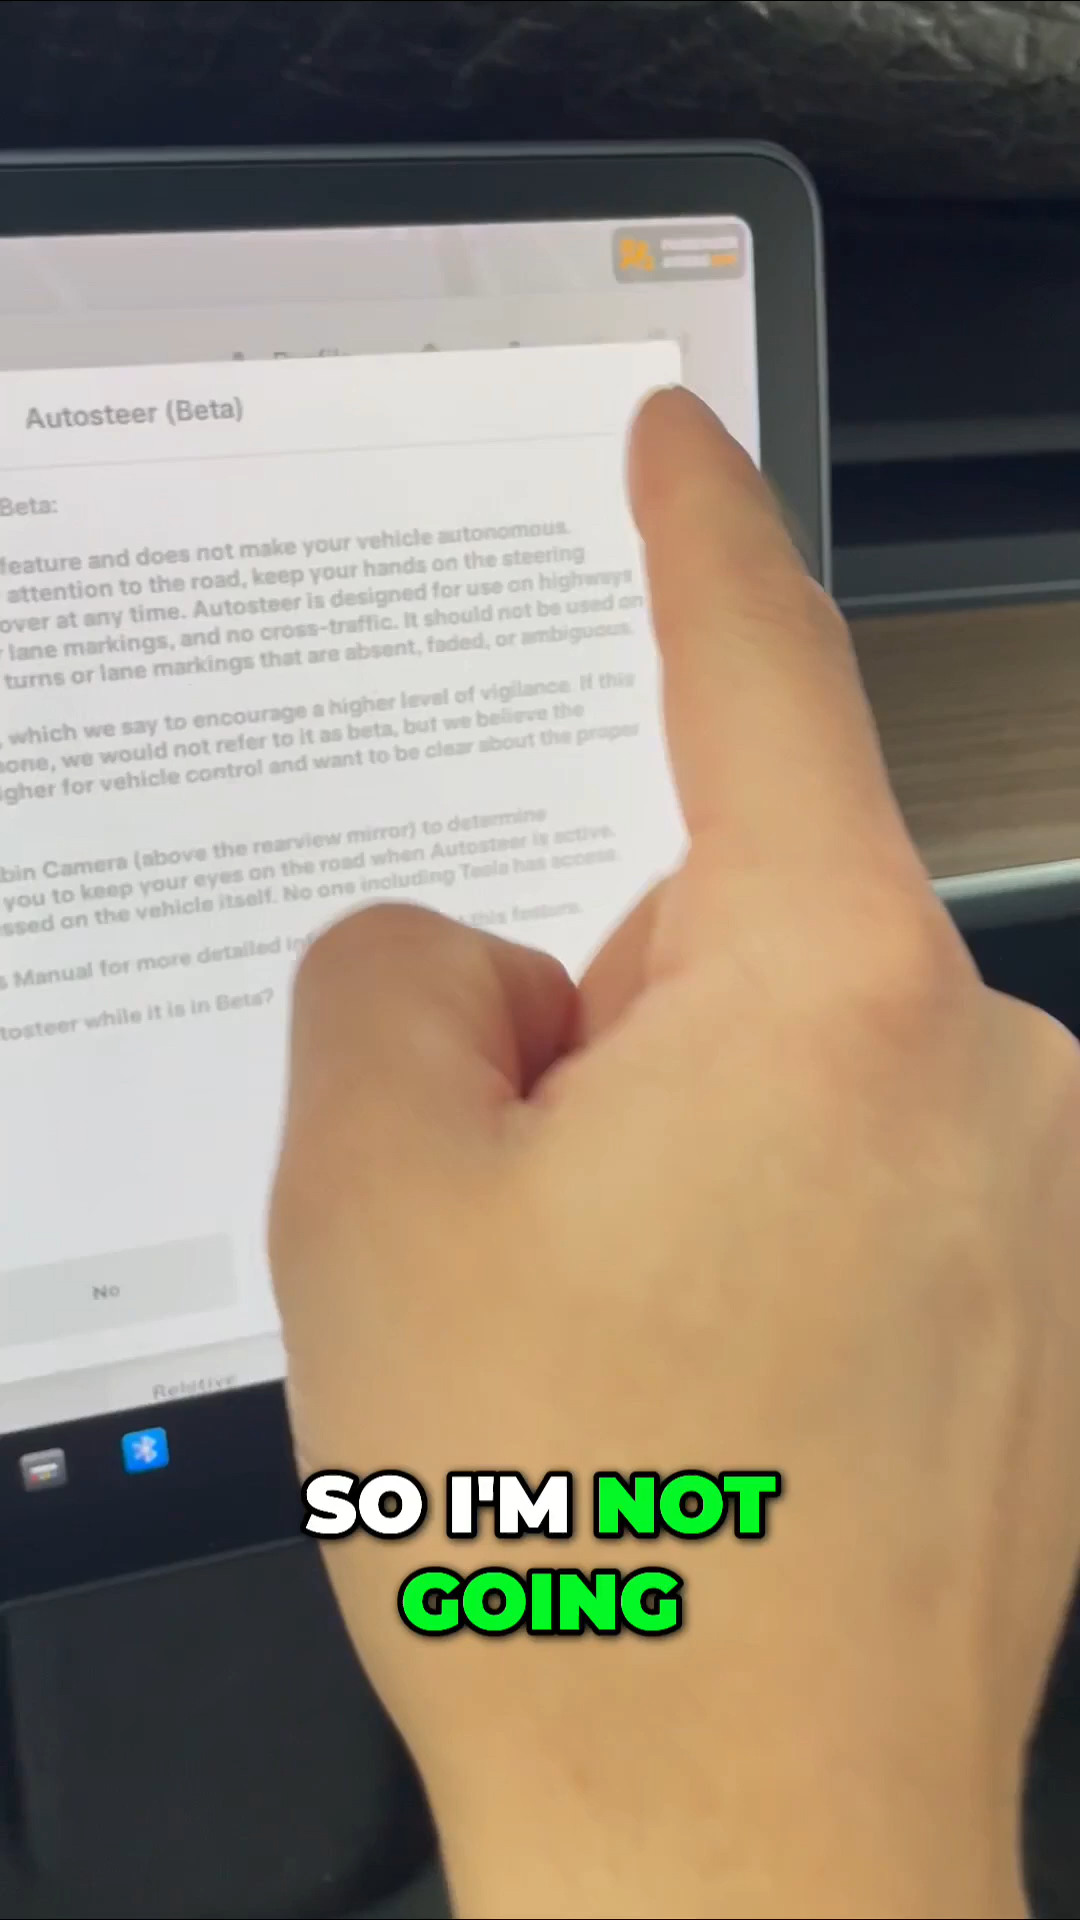 Autosteer (Beta)
Beta:
feature and does not make your vehicle autonomous.
attention to the road, keep your hands on the steering
over at any time. Autosteer is designed for use on highways
lane markings, and no cross-traffic. It should not be used on
turns or lane markings that are absent, faded, or ambiguous.
, which we say to encourage a higher level of vigilance. If this
one, we would not refer to it as beta, but we believe the
igher for vehicle control and want to be clear about the proper
bin Camera (above the rearview mirror) to determine
you to keep your eyes on the road when Autosteer is active.
ssed on the vehicle itself. No one including Tesla has access.
s Manual for more detailed in this feature.
tosteer while it is in Beta?
No
SO I'M NOT
GOING